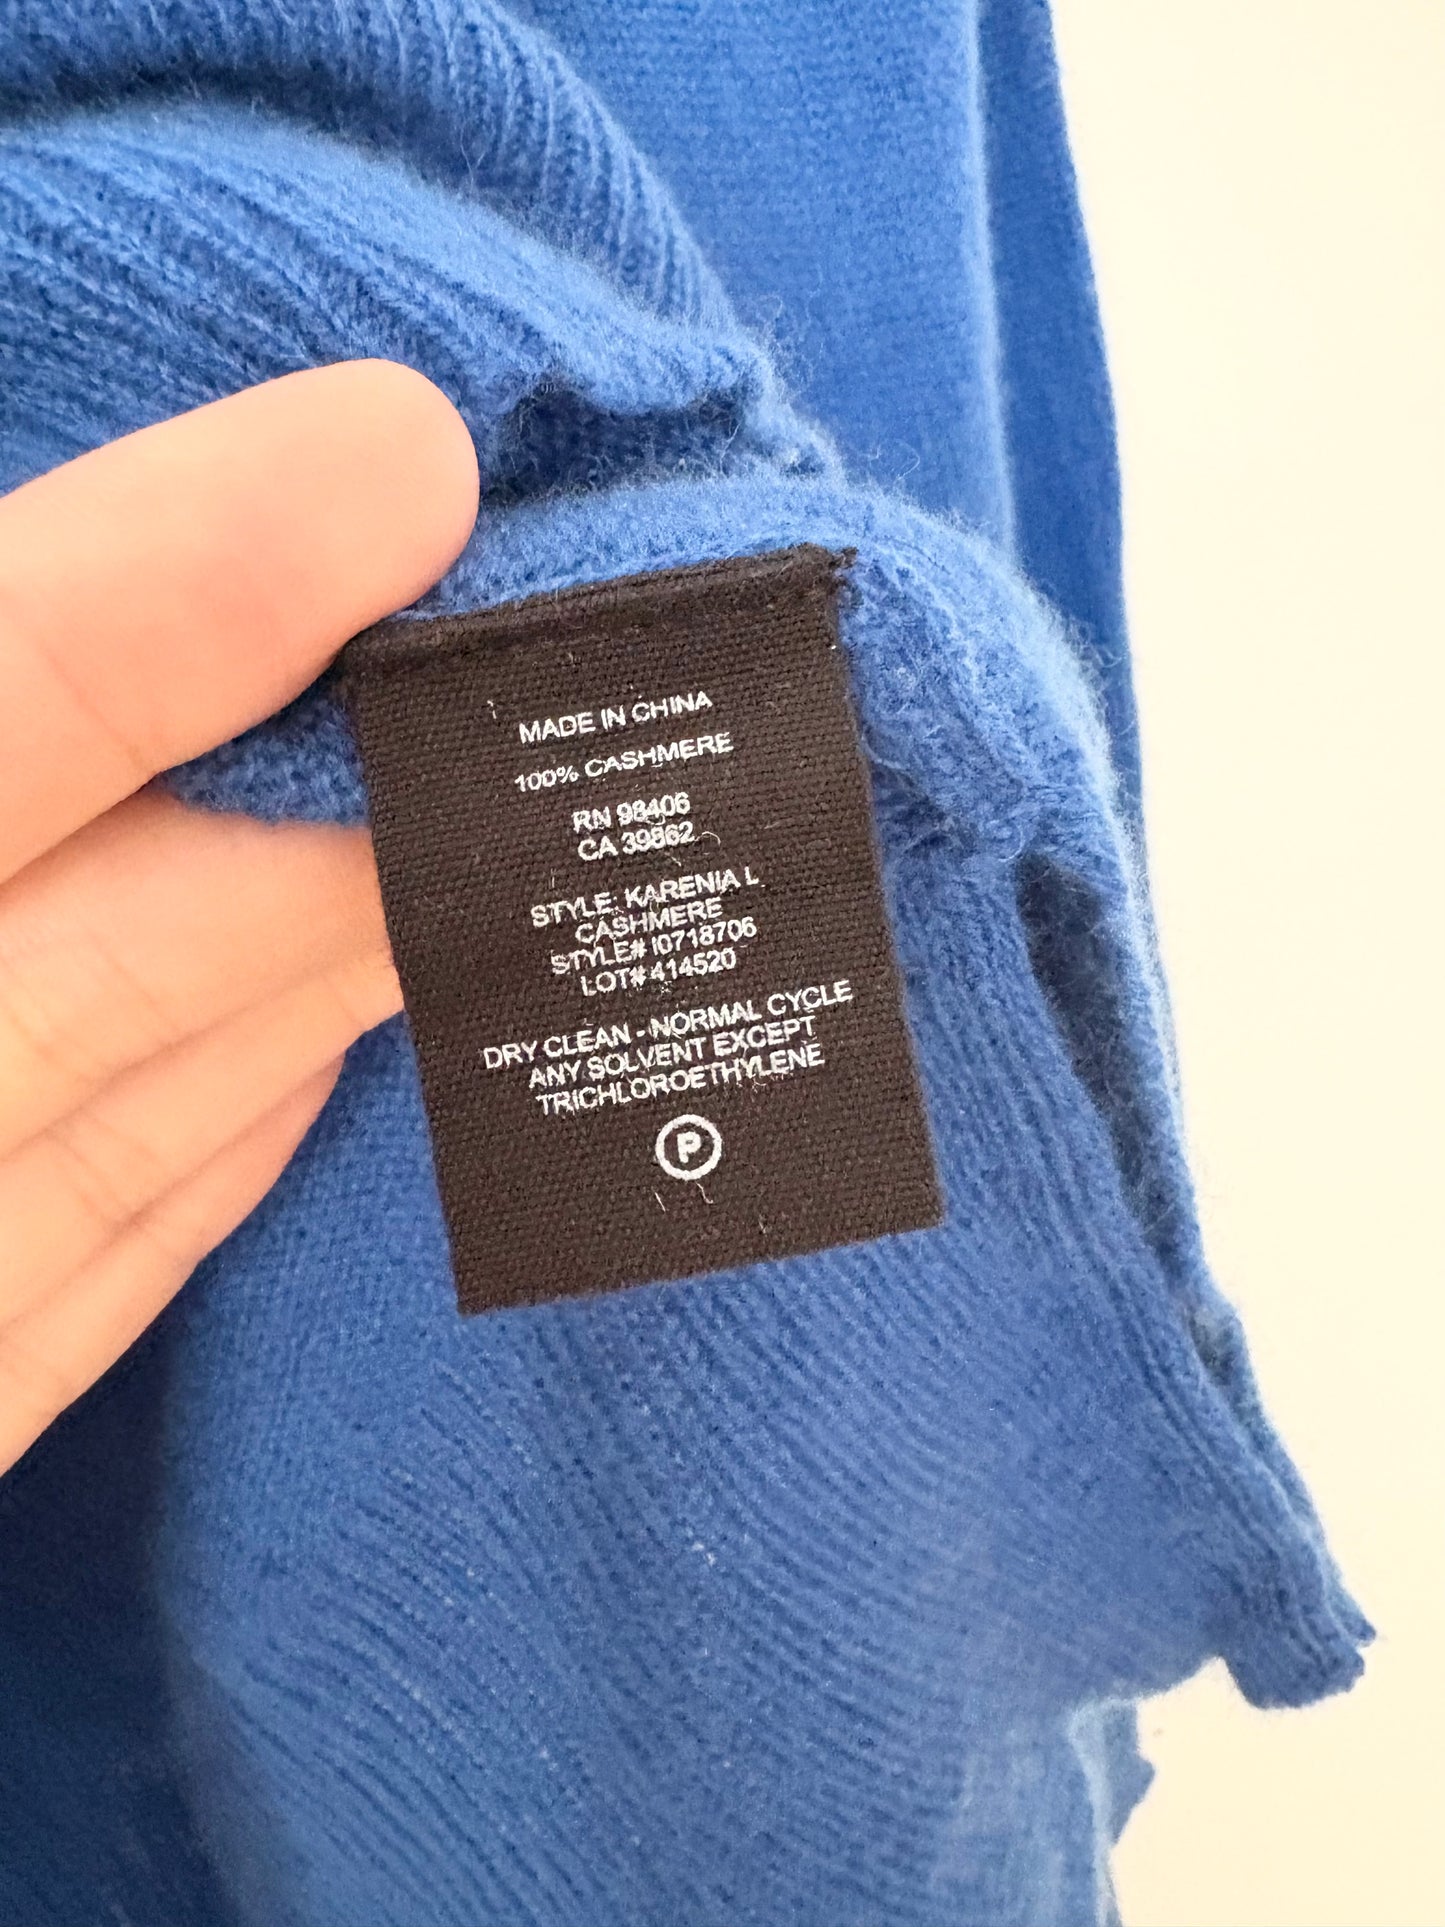 MADE IN CHINA
100% CASHMERE
RN 98406
CA 39862
STYLE: KARENIA L
CASHMERE
STYLE# I0718706
LOT# 414520
DRY CLEAN - NORMAL CYCLE
ANY SOLVENT EXCEPT
TRICHLOROETHYLENE
P